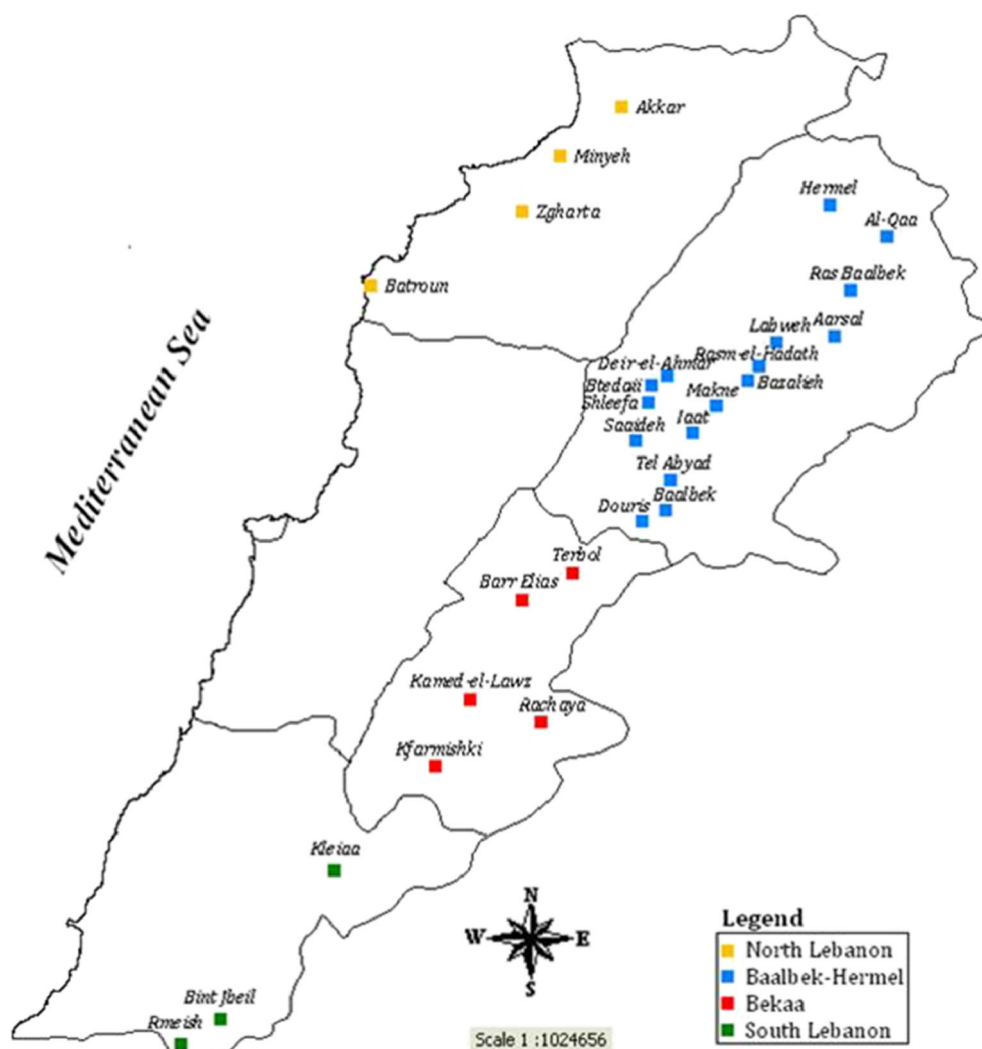 Akkar
Minyeh
Zgharta
Batroun
Hermel
Al-Qaa
Ras Baalbek
Aarsal
Labweh
Rasm-el-Hadath
Deir-el-Ahmar
Btedaii
Bazalieh
Makne
Shleefa
Iaat
Saaideh
Tel Abyad
Baalbek
Douris
Mediterranean Sea
Terbol
Barr Elias
Kamed-el-Lawz
Rachaya
Kfarmishki
Kleiaa
Bint Jbeil
Rmeish
N
W E
S
Scale 1 :1024656
Legend
North Lebanon
Baalbek-Hermel
Bekaa
South Lebanon